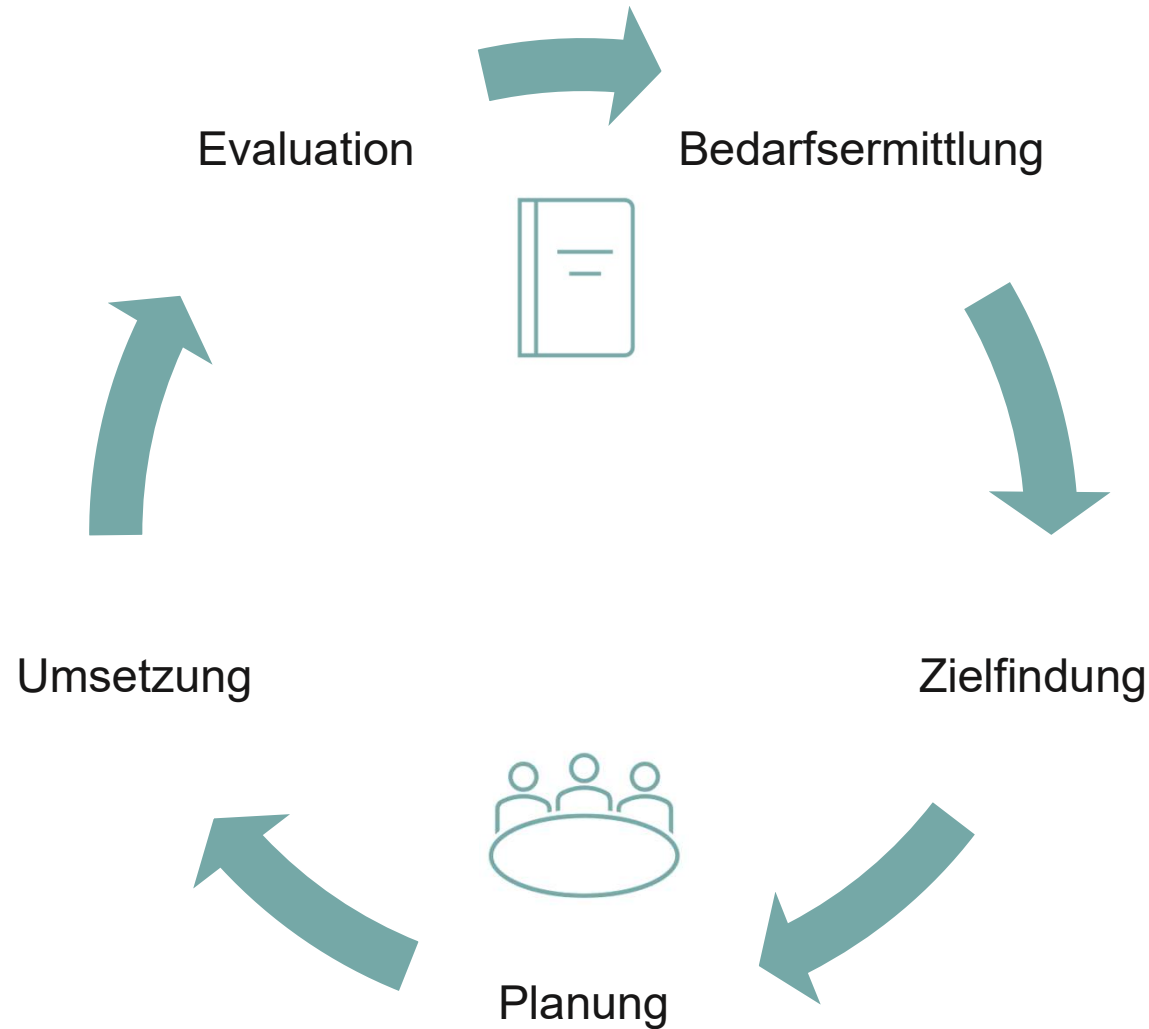 Evaluation
Bedarfsermittlung
Umsetzung
Zielfindung
Planung